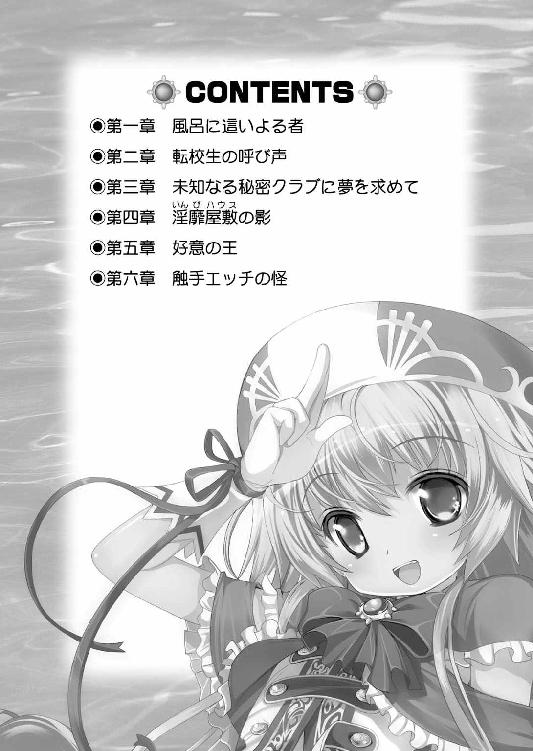 CONTENTS
◉第一章 風呂に這いよる者
◉第二章 転校生の呼び声
◉第三章 未知なる秘密クラブに夢を求めて
いんび ハウス
◉第四章 淫靡屋敷の影
◉第五章 好意の王
◉第六章 触手エッチの怪